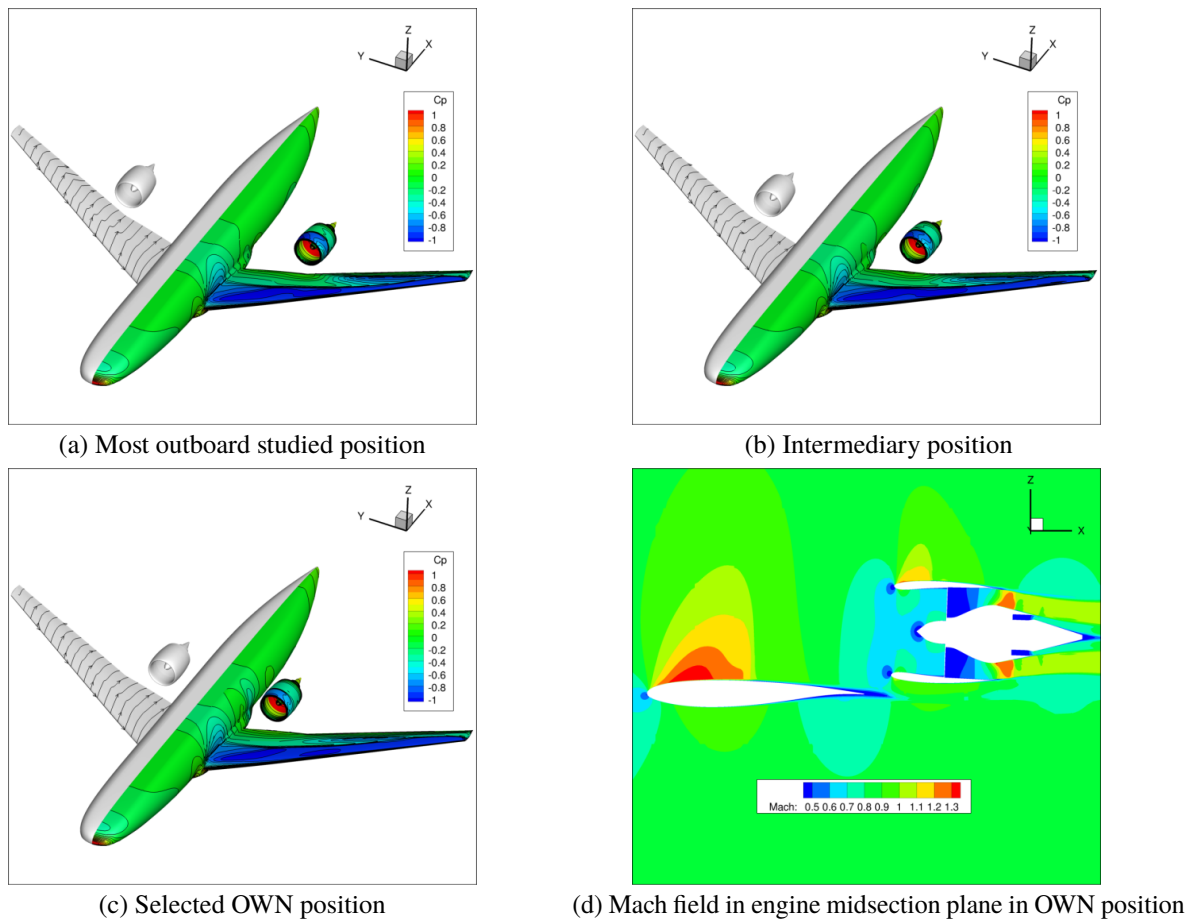 Z
X
Y
Cp
1
0.8
0.6
0.4
0.2
0
-0.2
-0.4
-0.6
-0.8
-1
(a) Most outboard studied position
Z
X
Y
Cp
1
0.8
0.6
0.4
0.2
0
-0.2
-0.4
-0.6
-0.8
-1
(b) Intermediary position
Z
X
Y
Cp
1
0.8
0.6
0.4
0.2
0
-0.2
-0.4
-0.6
-0.8
-1
(c) Selected OWN position
Z
Y X
Mach: 0.5 0.6 0.7 0.8 0.9 1 1.1 1.2 1.3
(d) Mach field in engine midsection plane in OWN position